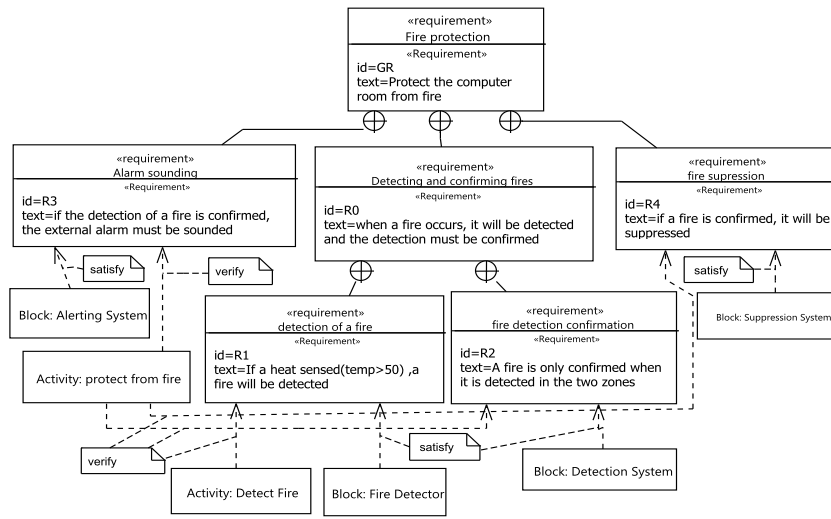 «requirement»
Fire protection
«Requirement»
id=GR
text=Protect the computer
room from fire
«requirement»
Alarm sounding
«Requirement»
id=R3
text=if the detection of a fire is confirmed,
the external alarm must be sounded
«requirement»
Detecting and confirming fires
«Requirement»
id=R0
text=when a fire occurs, it will be detected
and the detection must be confirmed
«requirement»
fire supression
«Requirement»
id=R4
text=if a fire is confirmed, it will be
suppressed
satisfy
verify
satisfy
Block: Alerting System
Block: Suppression System
«requirement»
detection of a fire
«Requirement»
id=R1
text=If a heat sensed(temp>50) ,a
fire will be detected
«requirement»
fire detection confirmation
«Requirement»
id=R2
text=A fire is only confirmed when
it is detected in the two zones
Activity: protect from fire
verify
satisfy
Activity: Detect Fire
Block: Fire Detector
Block: Detection System